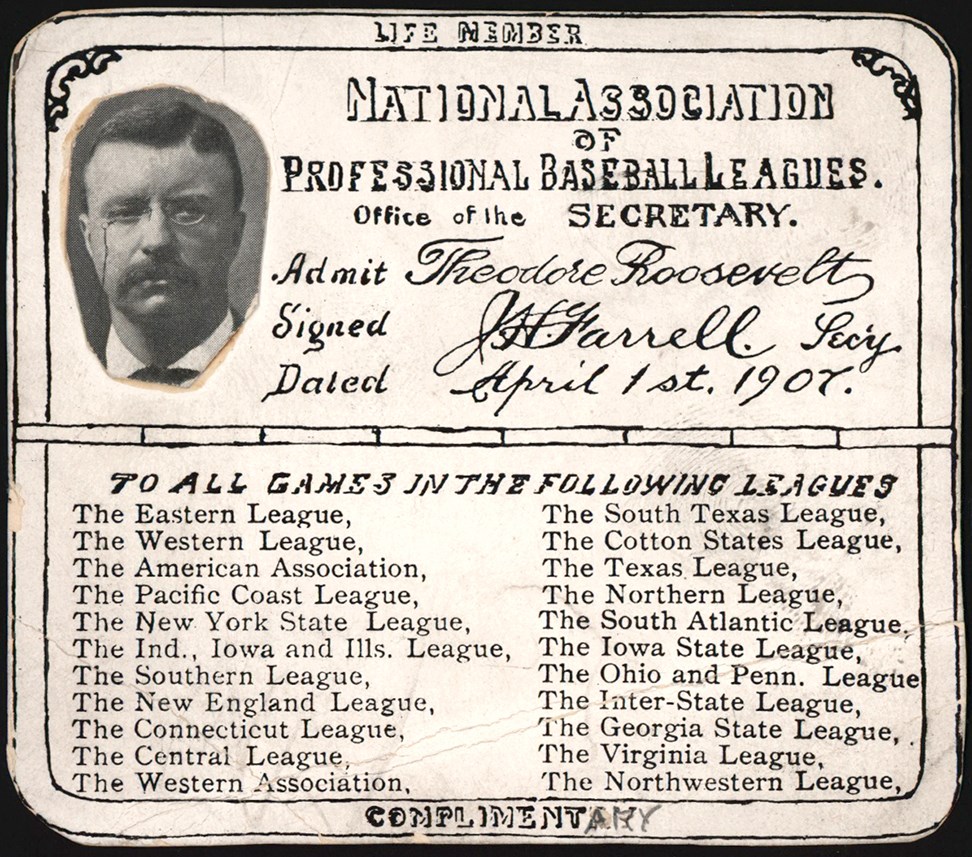 LIFE MEMBER
NATIONAL ASSOCIATION
OF
PROFESSIONAL BASEBALL LEAGUES.
Office of the SECRETARY.
Admit Theodore Roosevelt
Signed J.H. Farrell. Secy.
Dated April 1st. 1907.
TO ALL GAMES IN THE FOLLOWING LEAGUES
The Eastern League,
The Western League,
The American Association,
The Pacific Coast League,
The New York State League,
The Ind., Iowa and Ills. League,
The Southern League,
The New England League,
The Connecticut League,
The Central League,
The Western Association,
The South Texas League,
The Cotton States League,
The Texas League,
The Northern League,
The South Atlantic League,
The Iowa State League,
The Ohio and Penn. League
The Inter-State League,
The Georgia State League,
The Virginia League,
The Northwestern League,
COMPLIMENTARY